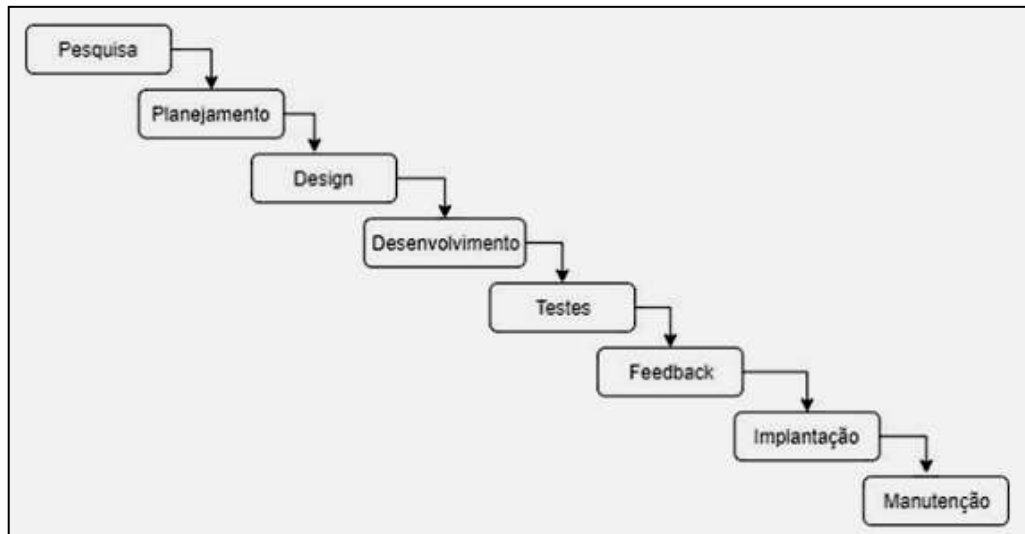 Pesquisa
Planejamento
Design
Desenvolvimento
Testes
Feedback
Implantação
Manutenção